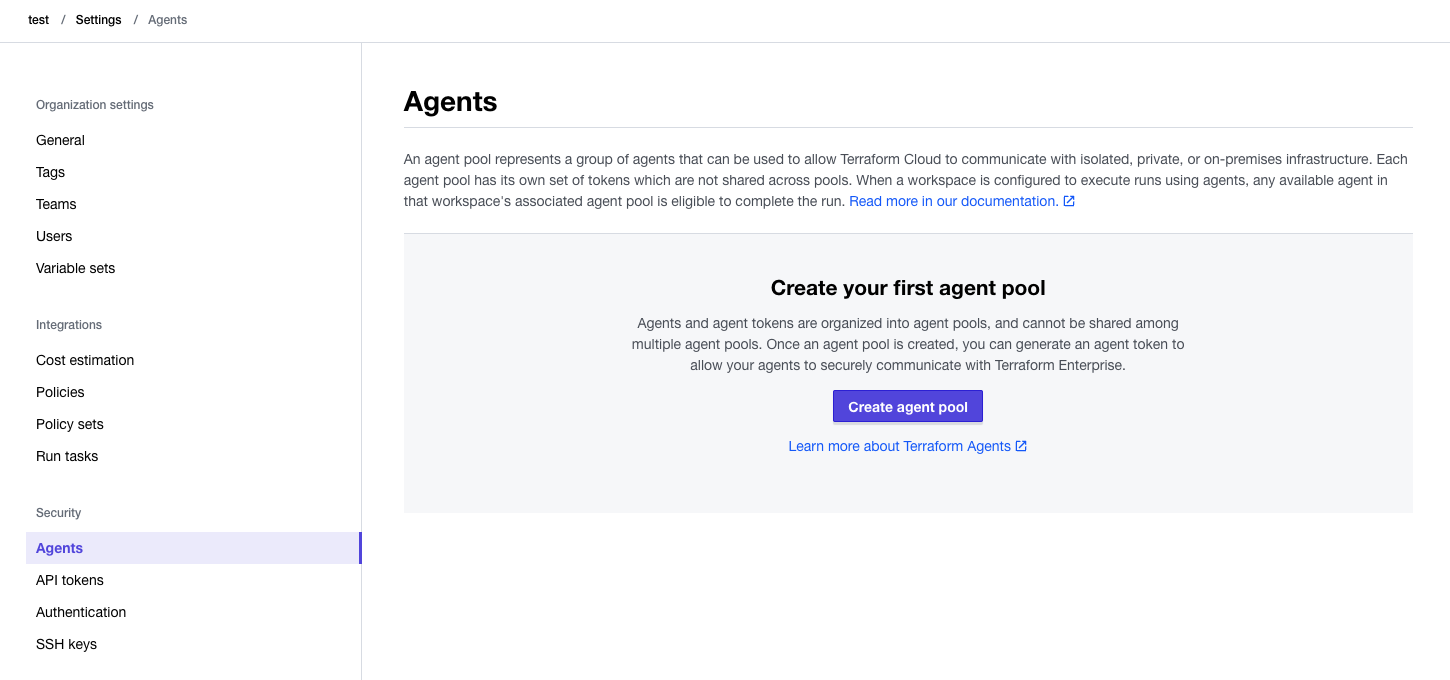 test / Settings / Agents
Organization settings
General
Tags
Teams
Users
Variable sets
Integrations
Cost estimation
Policies
Policy sets
Run tasks
Security
Agents
API tokens
Authentication
SSH keys
Agents
An agent pool represents a group of agents that can be used to allow Terraform Cloud to communicate with isolated, private, or on-premises infrastructure. Each
agent pool has its own set of tokens which are not shared across pools. When a workspace is configured to execute runs using agents, any available agent in
that workspace's associated agent pool is eligible to complete the run. Read more in our documentation.
Create your first agent pool
Agents and agent tokens are organized into agent pools, and cannot be shared among
multiple agent pools. Once an agent pool is created, you can generate an agent token to
allow your agents to securely communicate with Terraform Enterprise.
Create agent pool
Learn more about Terraform Agents